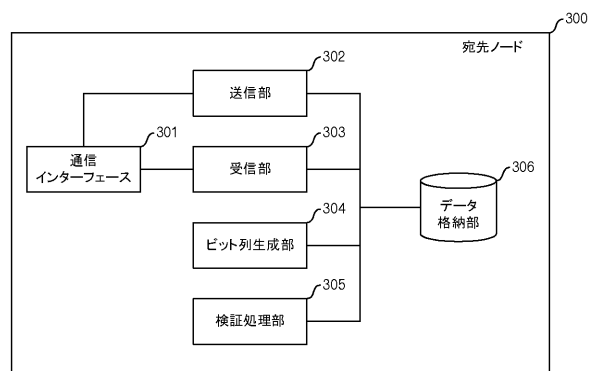 300
宛先ノード
302
送信部
301
通信
インターフェース
303
受信部
306
データ
格納部
304
ビット列生成部
305
検証処理部